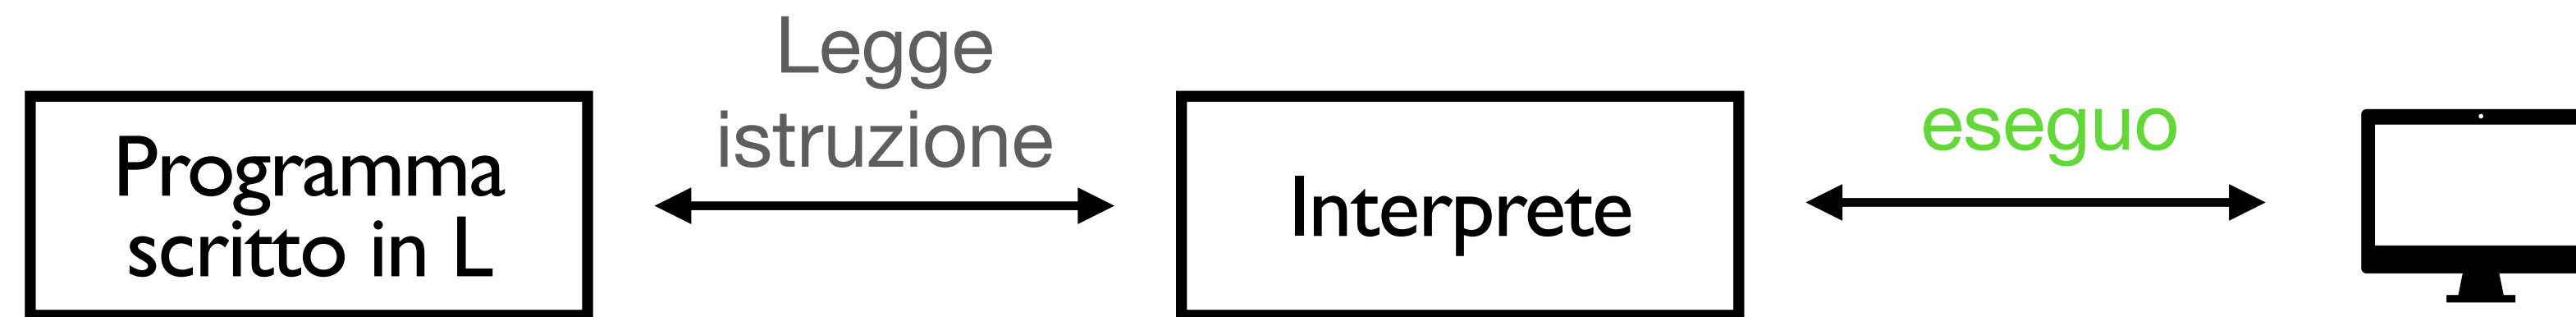 Programma
scritto in L
Legge
istruzione
Interprete
eseguo